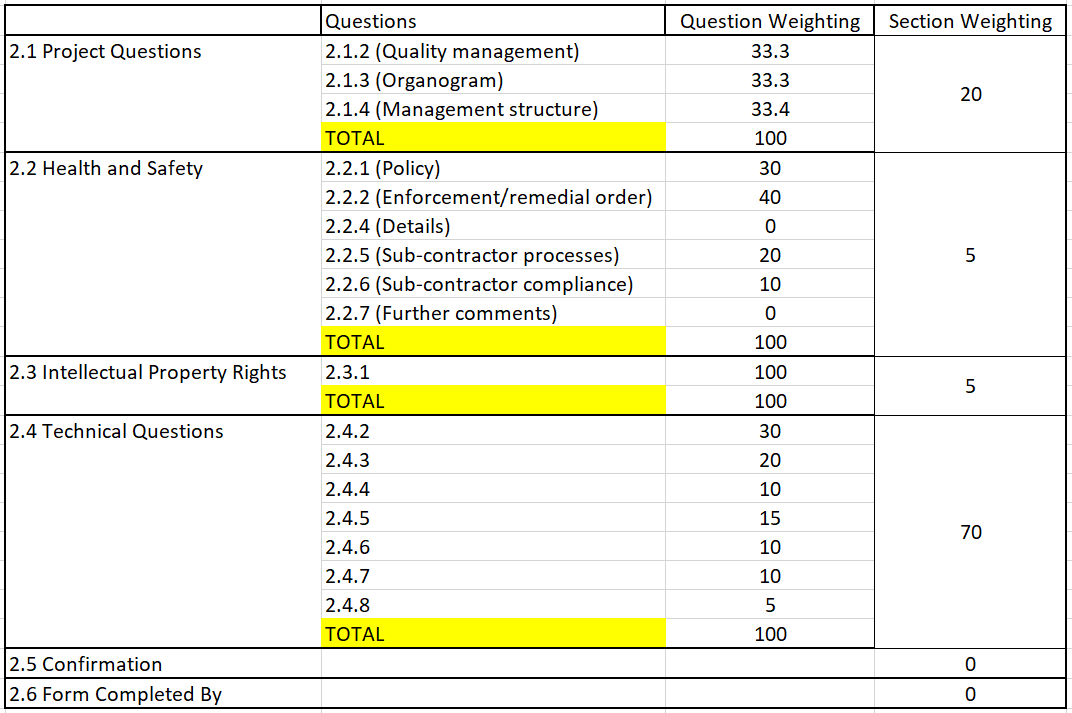 Questions Question Weighting Section Weighting
2.1 Project Questions 2.1.2 (Quality management) 33.3
2.1.3 (Organogram) 33.3
20
2.1.4 (Management structure) 33.4
TOTAL 100
2.2 Health and Safety 2.2.1 (Policy) 30
2.2.2 (Enforcement/remedial order) 40
2.2.4 (Details) 0
2.2.5 (Sub-contractor processes) 20 5
2.2.6 (Sub-contractor compliance) 10
2.2.7 (Further comments) 0
TOTAL 100
2.3 Intellectual Property Rights 2.3.1 100
5
TOTAL 100
2.4 Technical Questions 2.4.2 30
2.4.3 20
2.4.4 10
2.4.5 15
70
2.4.6 10
2.4.7 10
2.4.8 5
TOTAL 100
2.5 Confirmation 0
2.6 Form Completed By 0